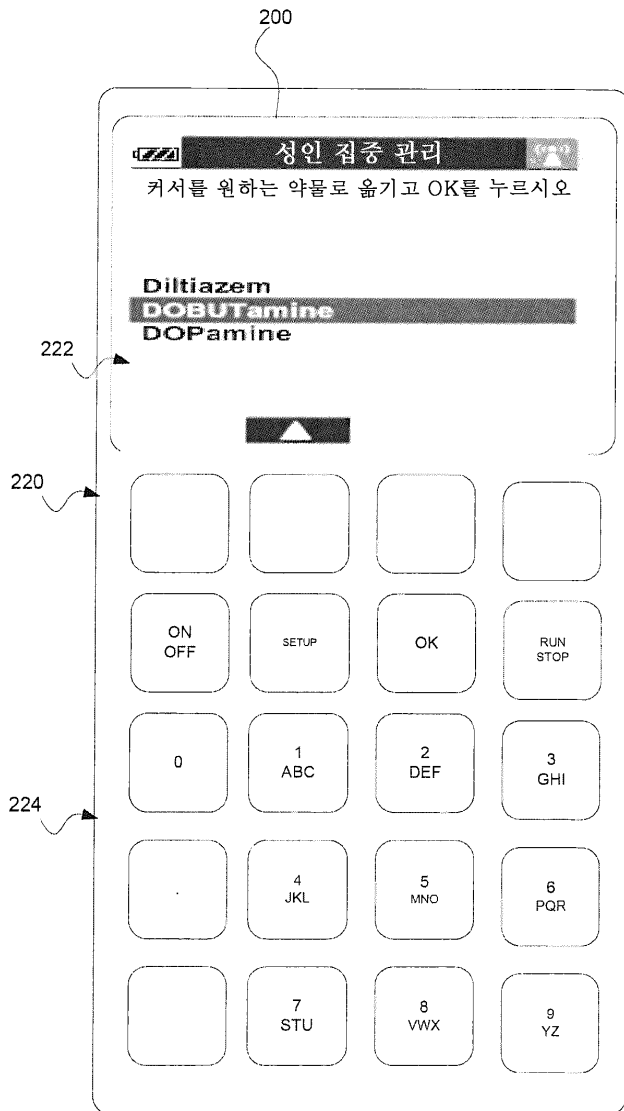 200
성인 집중 관리
커서를 원하는 약물로 옮기고 OK를 누르시오
Diltiazem
DOBUTamine
DOPamine
222
220
ON
OFF
SETUP
OK
RUN
STOP
0
1
ABC
2
DEF
3
GHI
224
.
4
JKL
5
MNO
6
PQR
7
STU
8
VWX
9
YZ